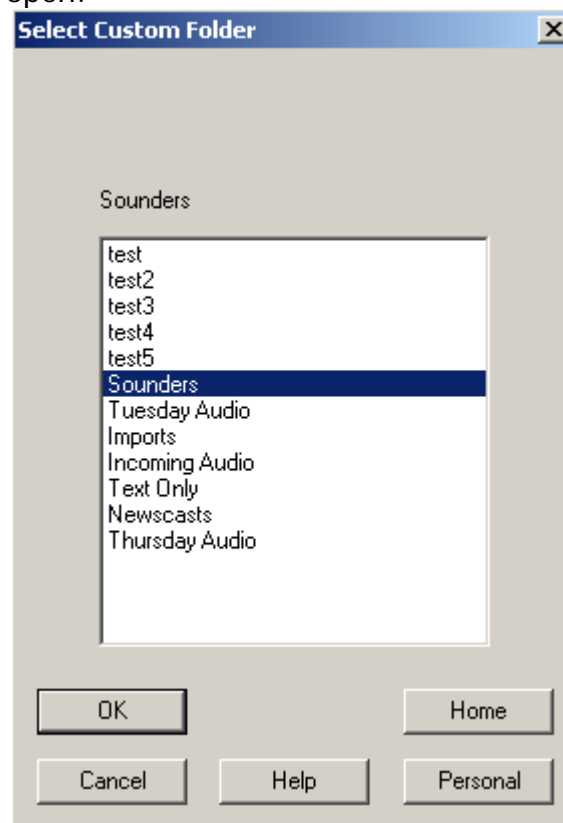 Select Custom Folder
Sounders
test
test2
test3
test4
test5
Sounders
Tuesday Audio
Imports
Incoming Audio
Text Only
Newscasts
Thursday Audio
OK
Home
Cancel
Help
Personal